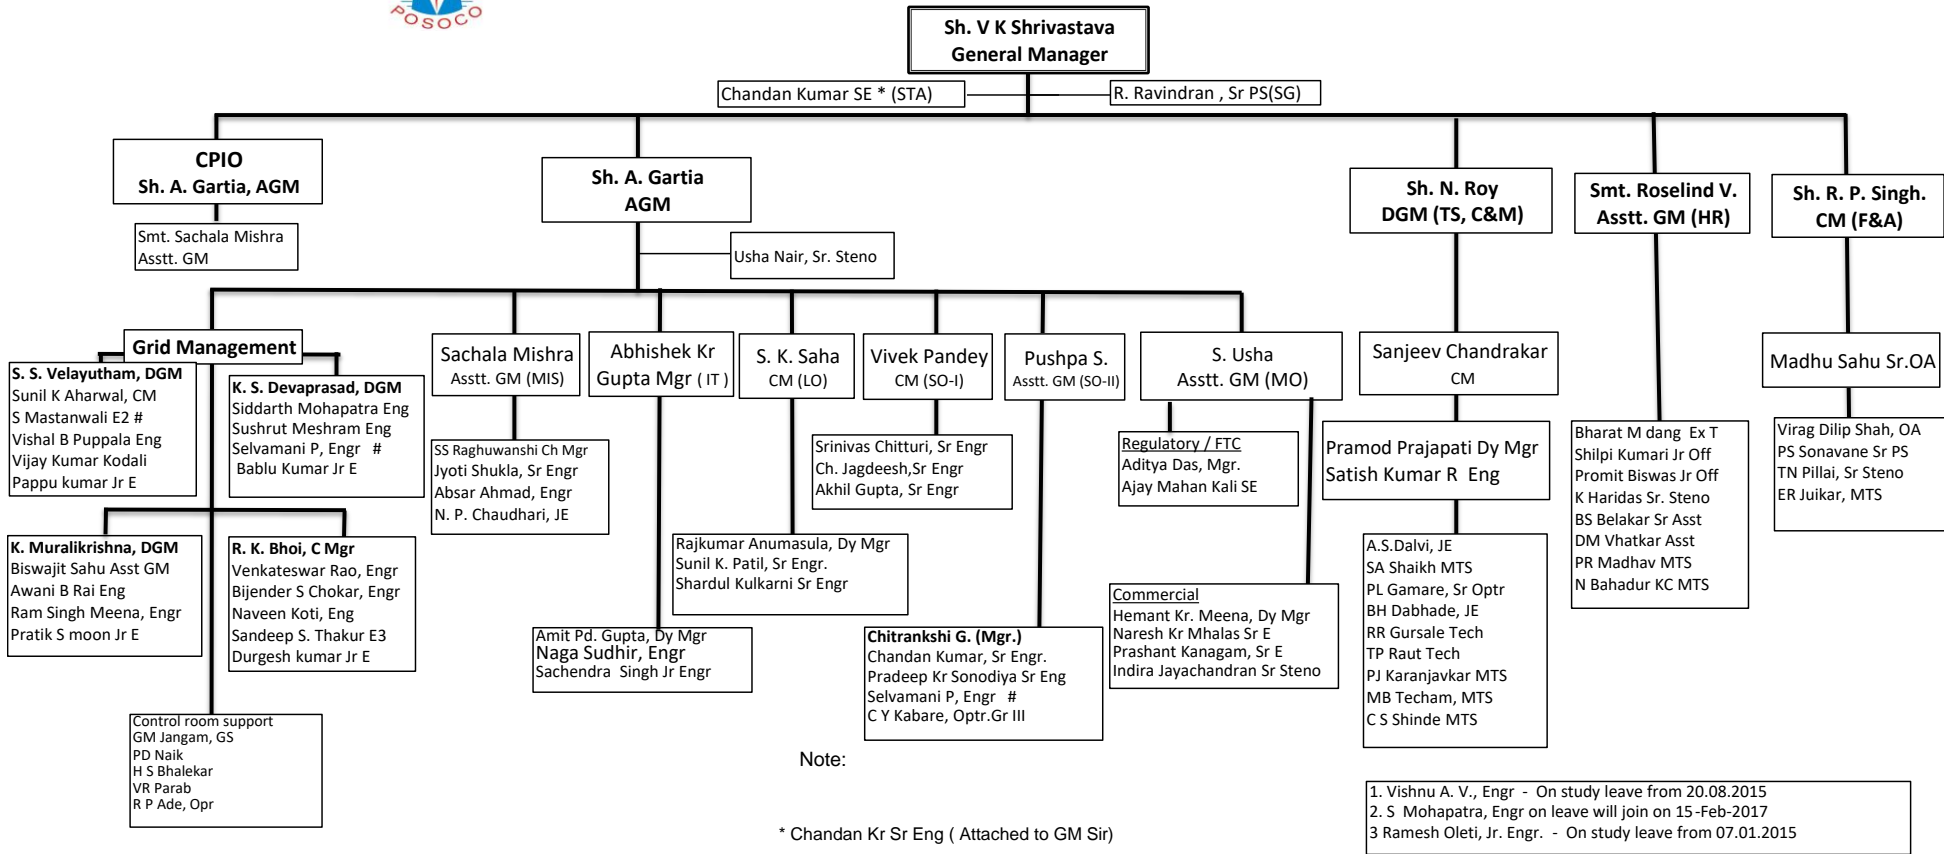 POSOCO
Sh. V K Shrivastava
General Manager
Chandan Kumar SE * (STA)
R. Ravindran , Sr PS(SG)
CPIO
Sh. A. Gartia, AGM
Smt. Sachala Mishra
Asstt. GM
Sh. A. Gartia
AGM
Usha Nair, Sr. Steno
Sh. N. Roy
DGM (TS, C&M)
Smt. Roselind V.
Asstt. GM (HR)
Sh. R. P. Singh.
CM (F&A)
Grid Management
S. S. Velayutham, DGM
Sunil K Aharwal, CM
S Mastanwali E2 #
Vishal B Puppala Eng
Vijay Kumar Kodali
Pappu kumar Jr E
K. S. Devaprasad, DGM
Siddarth Mohapatra Eng
Sushrut Meshram Eng
Selvamani P, Engr #
Bablu Kumar Jr E
K. Muralikrishna, DGM
Biswajit Sahu Asst GM
Awani B Rai Eng
Ram Singh Meena, Engr
Pratik S moon Jr E
R. K. Bhoi, C Mgr
Venkateswar Rao, Engr
Bijender S Chokar, Engr
Naveen Koti, Eng
Sandeep S. Thakur E3
Durgesh kumar Jr E
Control room support
GM Jangam, GS
PD Naik
H S Bhalekar
VR Parab
R P Ade, Opr
Sachala Mishra
Asstt. GM (MIS)
SS Raghuwanshi Ch Mgr
Jyoti Shukla, Sr Engr
Absar Ahmad, Engr
N. P. Chaudhari, JE
Abhishek Kr
Gupta Mgr ( IT )
Amit Pd. Gupta, Dy Mgr
Naga Sudhir, Engr
Sachendra Singh Jr Engr
S. K. Saha
CM (LO)
Rajkumar Anumasula, Dy Mgr
Sunil K. Patil, Sr Engr.
Shardul Kulkarni Sr Engr
Vivek Pandey
CM (SO-I)
Srinivas Chitturi, Sr Engr
Ch. Jagdeesh,Sr Engr
Akhil Gupta, Sr Engr
Pushpa S.
Asstt. GM (SO-II)
Chitrankshi G. (Mgr.)
Chandan Kumar, Sr Engr.
Pradeep Kr Sonodiya Sr Eng
Selvamani P, Engr #
C Y Kabare, Optr.Gr III
S. Usha
Asstt. GM (MO)
Regulatory / FTC
Aditya Das, Mgr.
Ajay Mahan Kali SE
Commercial
Hemant Kr. Meena, Dy Mgr
Naresh Kr Mhalas Sr E
Prashant Kanagam, Sr E
Indira Jayachandran Sr Steno
Sanjeev Chandrakar
CM
Pramod Prajapati Dy Mgr
Satish Kumar R Eng
A.S.Dalvi, JE
SA Shaikh MTS
PL Gamare, Sr Optr
BH Dabhade, JE
RR Gursale Tech
TP Raut Tech
PJ Karanjavkar MTS
MB Techam, MTS
C S Shinde MTS
Bharat M dang Ex T
Shilpi Kumari Jr Off
Promit Biswas Jr Off
K Haridas Sr. Steno
BS Belakar Sr Asst
DM Vhatkar Asst
PR Madhav MTS
N Bahadur KC MTS
Madhu Sahu Sr.OA
Virag Dilip Shah, OA
PS Sonavane Sr PS
TN Pillai, Sr Steno
ER Juikar, MTS
Note:
* Chandan Kr Sr Eng ( Attached to GM Sir)
1. Vishnu A. V., Engr - On study leave from 20.08.2015
2. S Mohapatra, Engr on leave will join on 15-Feb-2017
3 Ramesh Oleti, Jr. Engr. - On study leave from 07.01.2015